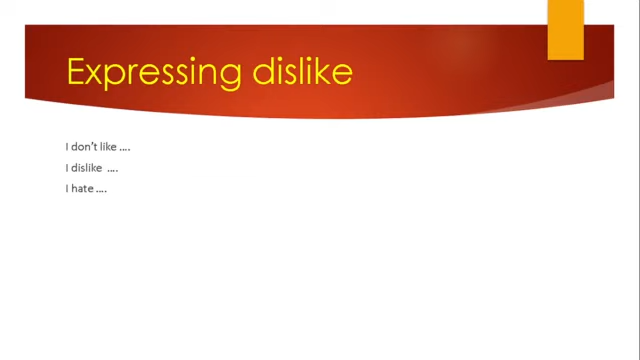 Expressing dislike
I don't like ....
I dislike ....
I hate ....